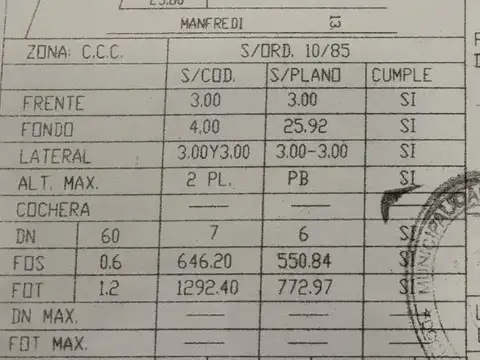 MANFREDI 13
ZONA: C.C.C. S/ORD. 10/85
S/COD. S/PLANO CUMPLE
FRENTE 3.00 3.00 SI
FONDO 4.00 25.92 SI
LATERAL 3.00Y3.00 3.00-3.00 SI
ALT. MAX. 2 PL. PB SI
COCHERA — — —
DN 60 7 6 SI
FOS 0.6 646.20 550.84 SI
FOT 1.2 1292.40 772.97 SI
DN MAX. — —
FOT MAX. — —